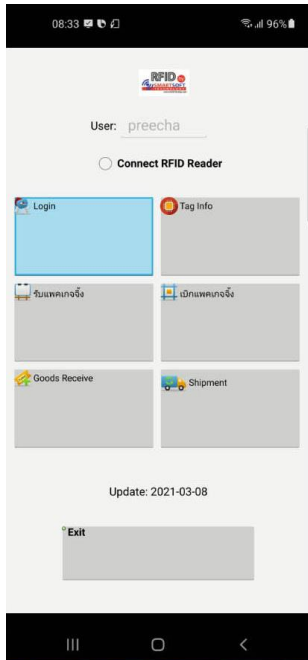 08:33 96%
RFID
SMARTSOFT
User: preecha
Connect RFID Reader
Login Tag Info
รับแพคเกจจิ้ง เบิกแพคเกจจิ้ง
Goods Receive Shipment
Update: 2021-03-08
Exit